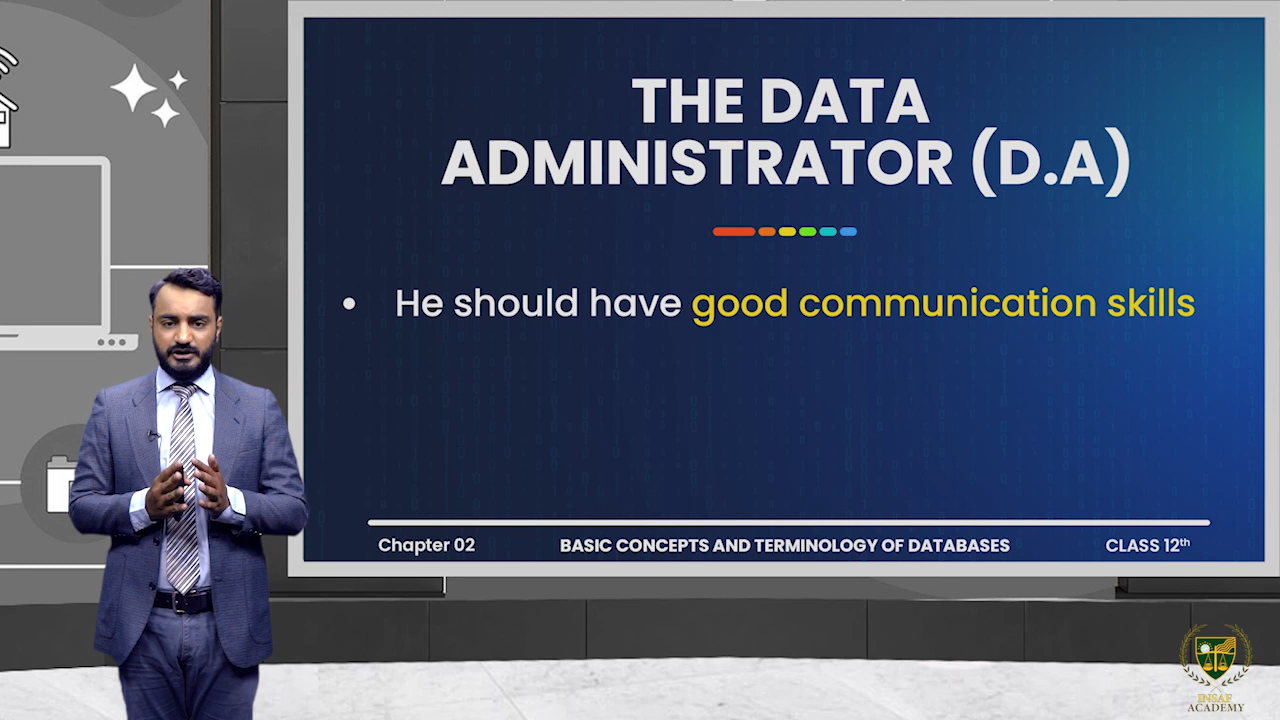 THE DATA
ADMINISTRATOR (D.A)
• He should have good communication skills
Chapter 02 BASIC CONCEPTS AND TERMINOLOGY OF DATABASES CLASS 12th
INSAF
ACADEMY